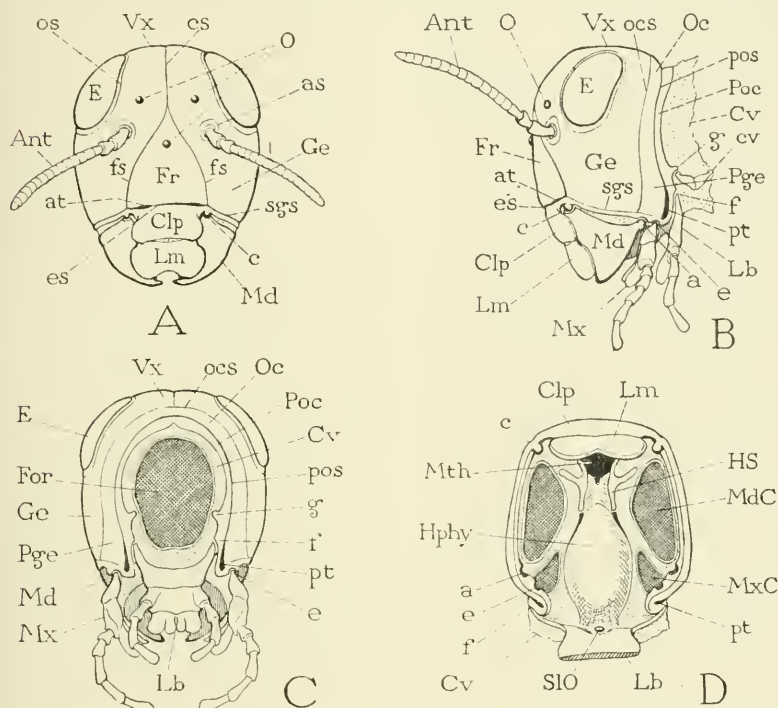 os
Vx
cs
O
E
as
Ant
fs
Fr
fs
Ge
at
Clp
sgs
Lm
c
es
Md
A
Ant
O
Vx
ocs
Oc
pos
E
Poc
Cv
g
cv
Fr
Ge
Pge
at
sgs
f
es
pt
c
Md
Lb
Clp
a
e
Lm
Mx
B
Vx
ocs
Oc
E
Poc
Cv
For
pos
Ge
g
f
Pge
pt
Md
e
Mx
Lb
C
Clp
Lm
c
Mth
HS
MdC
Hphy
a
MxC
e
f
pt
Cv
SlO
Lb
D